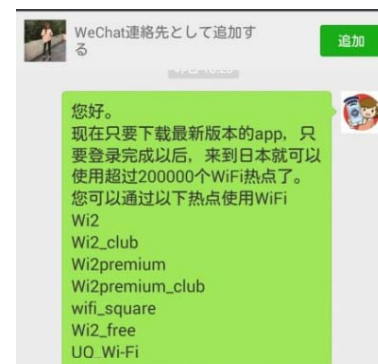 WeChat連絡先として追加す
る
追加
您好。
现在只要下载最新版本的app，只
要登录完成以后，来到日本就可以
使用超过200000个WiFi热点了。
您可以通过以下热点使用WiFi
Wi2
Wi2_club
Wi2premium
Wi2premium_club
wifi_square
Wi2_free
UQ_Wi-Fi